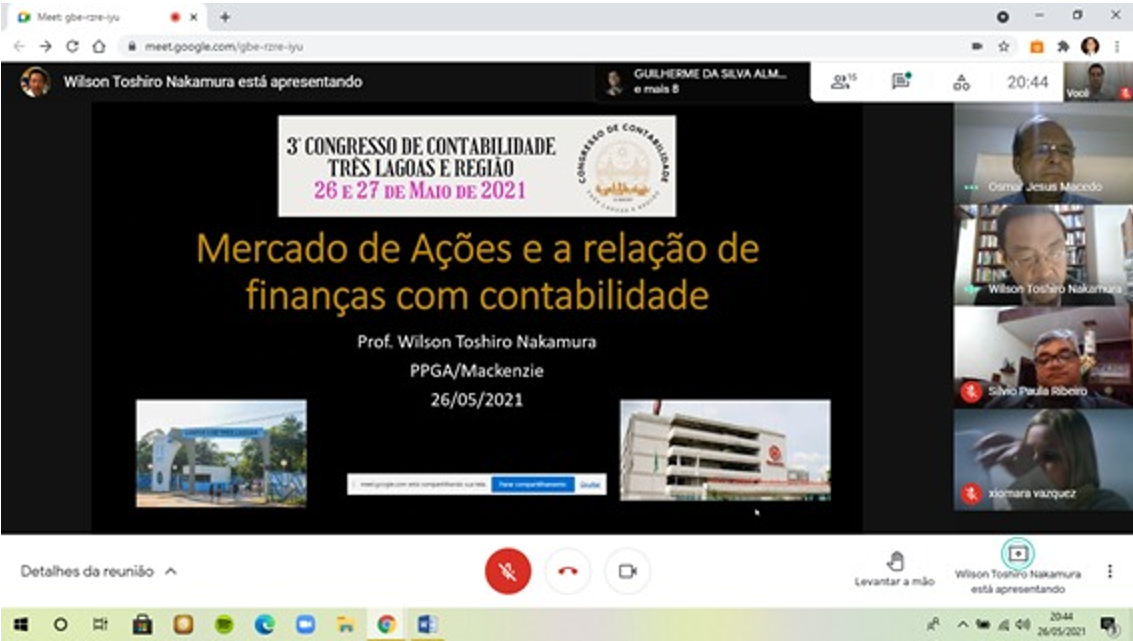 Meet: gbe-rzre-iyu
meet.google.com/gbe-rzre-iyu
Wilson Toshiro Nakamura está apresentando
GUILHERME DA SILVA ALM...
e mais 8
15
20:44
Você
3º CONGRESSO DE CONTABILIDADE
TRÊS LAGOAS E REGIÃO
26 E 27 DE MAIO DE 2021
CONGRESSO DE CONTABILIDADE
TRÊS LAGOAS E REGIÃO
Mercado de Ações e a relação de
finanças com contabilidade
Prof. Wilson Toshiro Nakamura
PPGA/Mackenzie
26/05/2021
meet.google.com está compartilhando sua tela.
Parar compartilhamento
Ocultar
Osmar Jesus Macedo
Wilson Toshiro Nakamura
Silvio Paula Ribeiro
xiomara vazquez
Detalhes da reunião
Levantar a mão
Wilson Toshiro Nakamura
está apresentando
20:44
26/05/2021